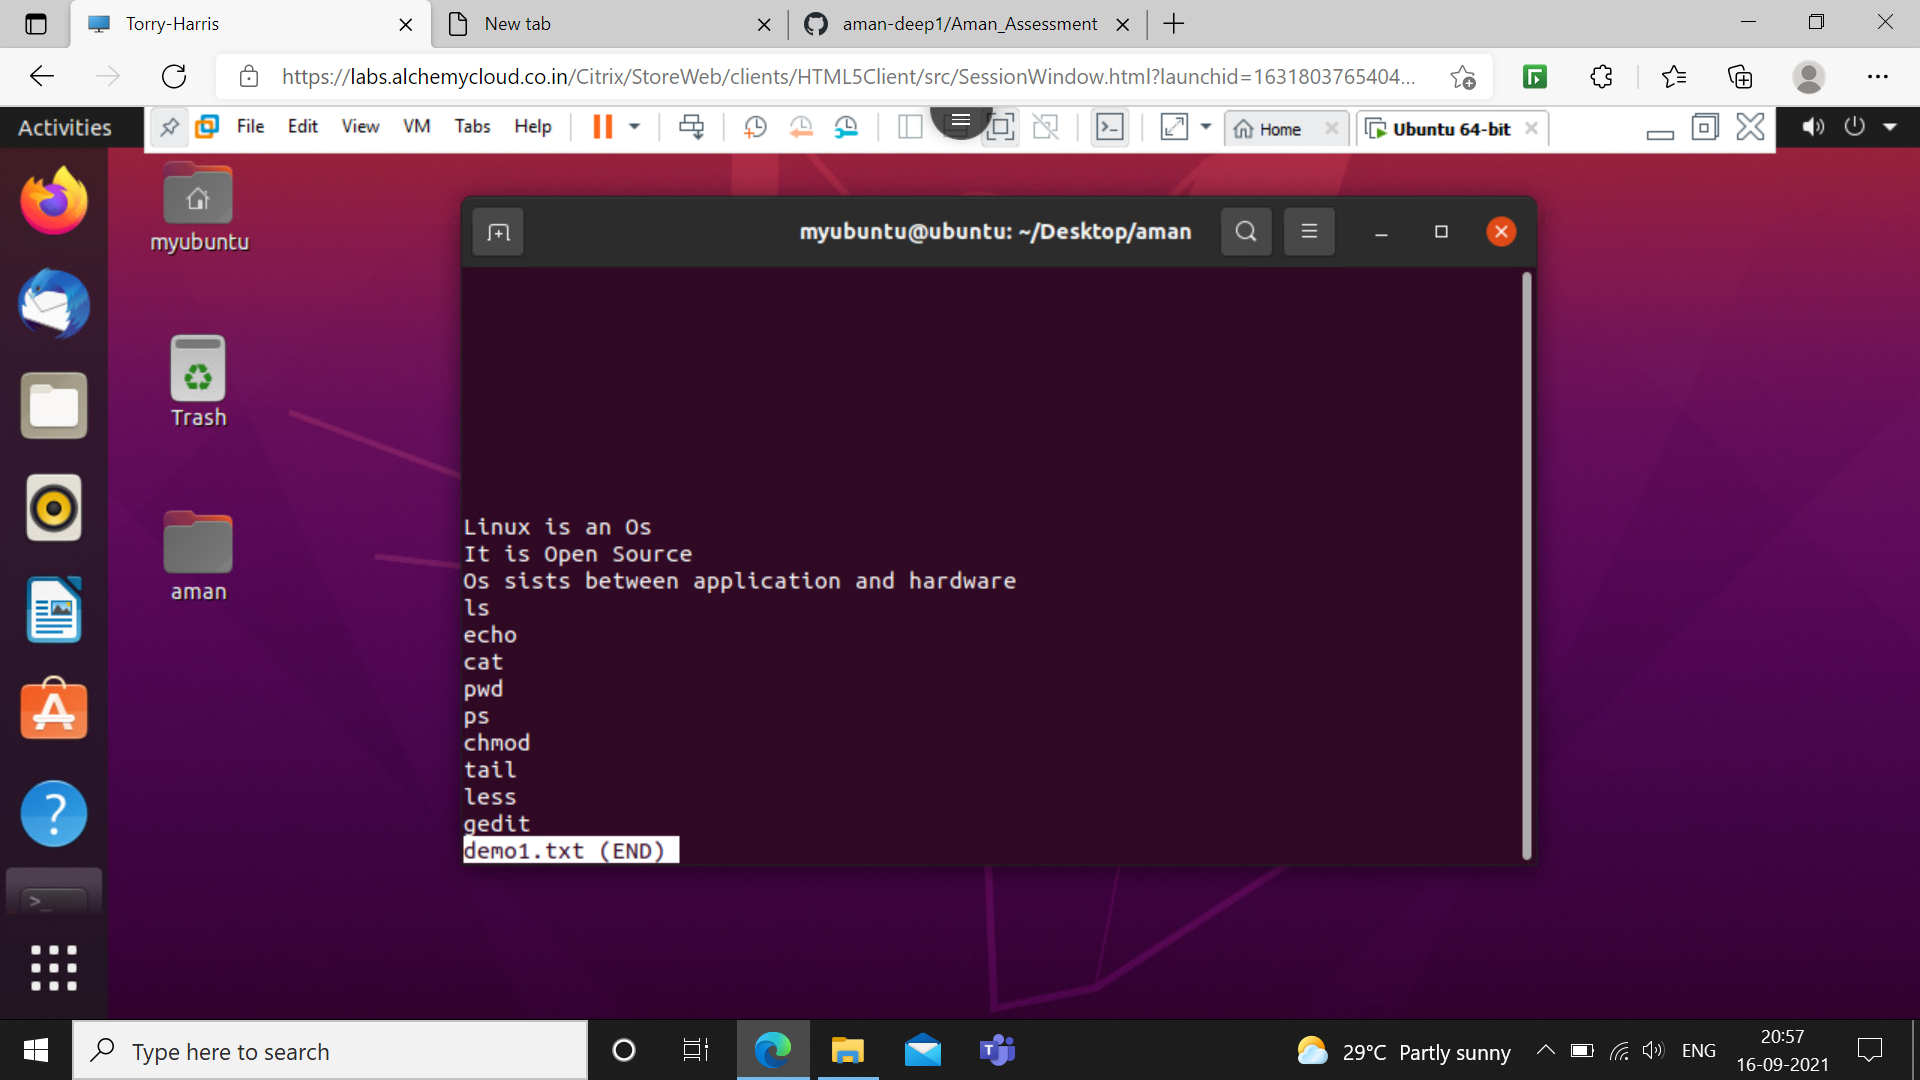 Torry-Harris
New tab
aman-deep1/Aman_Assessment
https://labs.alchemycloud.co.in/Citrix/StoreWeb/clients/HTML5Client/src/SessionWindow.html?launchid=1631803765404...
Activities
File Edit View VM Tabs Help
Home
Ubuntu 64-bit
myubuntu
Trash
aman
myubuntu@ubuntu: ~/Desktop/aman
Linux is an Os
It is Open Source
Os sists between application and hardware
ls
echo
cat
pwd
ps
chmod
tail
less
gedit
demo1.txt (END)
Type here to search
29°C Partly sunny
ENG
20:57
16-09-2021